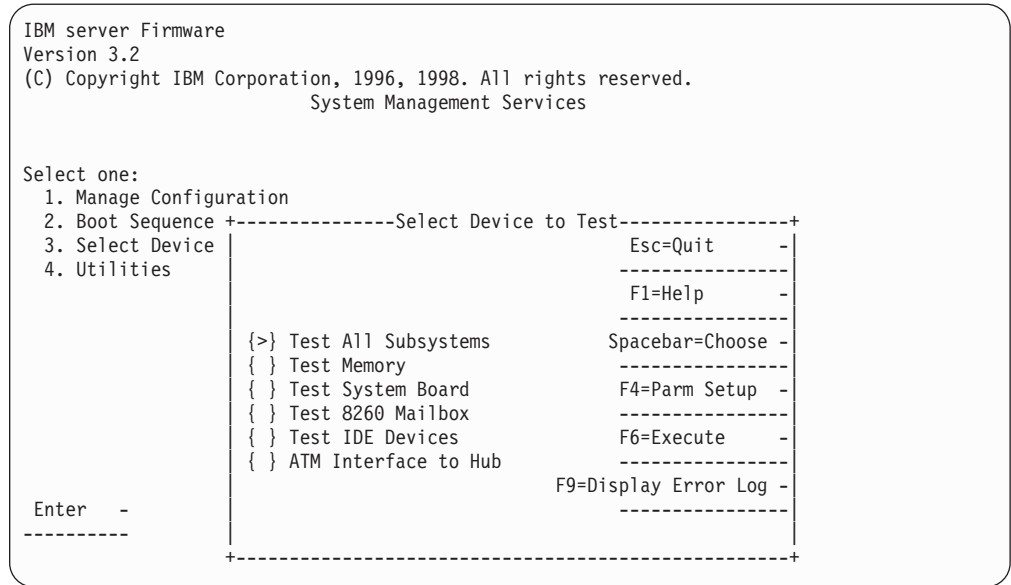 IBM server Firmware
Version 3.2
(C) Copyright IBM Corporation, 1996, 1998. All rights reserved.
System Management Services
Select one:
1. Manage Configuration
2. Boot Sequence +---------------Select Device to Test----------------+
3. Select Device | Esc=Quit -|
4. Utilities | ----------------|
| F1=Help -|
| ----------------|
| {>} Test All Subsystems Spacebar=Choose -|
| { } Test Memory ----------------|
| { } Test System Board F4=Parm Setup -|
| { } Test 8260 Mailbox ----------------|
| { } Test IDE Devices F6=Execute -|
| { } ATM Interface to Hub ----------------|
| F9=Display Error Log -|
Enter - | ----------------|
---------- | |
+-----------------------------------------------------+